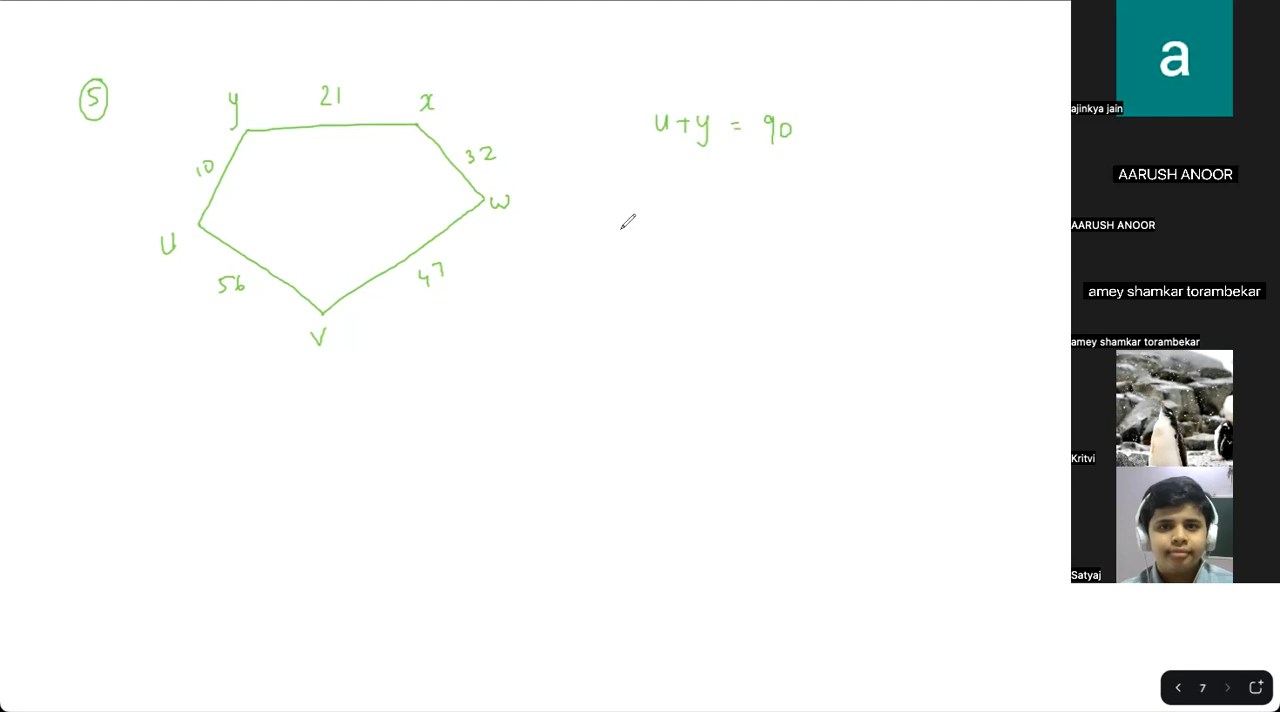 5
y 21 x
u+y = 90
10
32
w
u
56
47
v
a
ajinkya jain
AARUSH ANOOR
AARUSH ANOOR
amey shamkar torambekar
amey shamkar torambekar
Kritvi
Satyaj
7